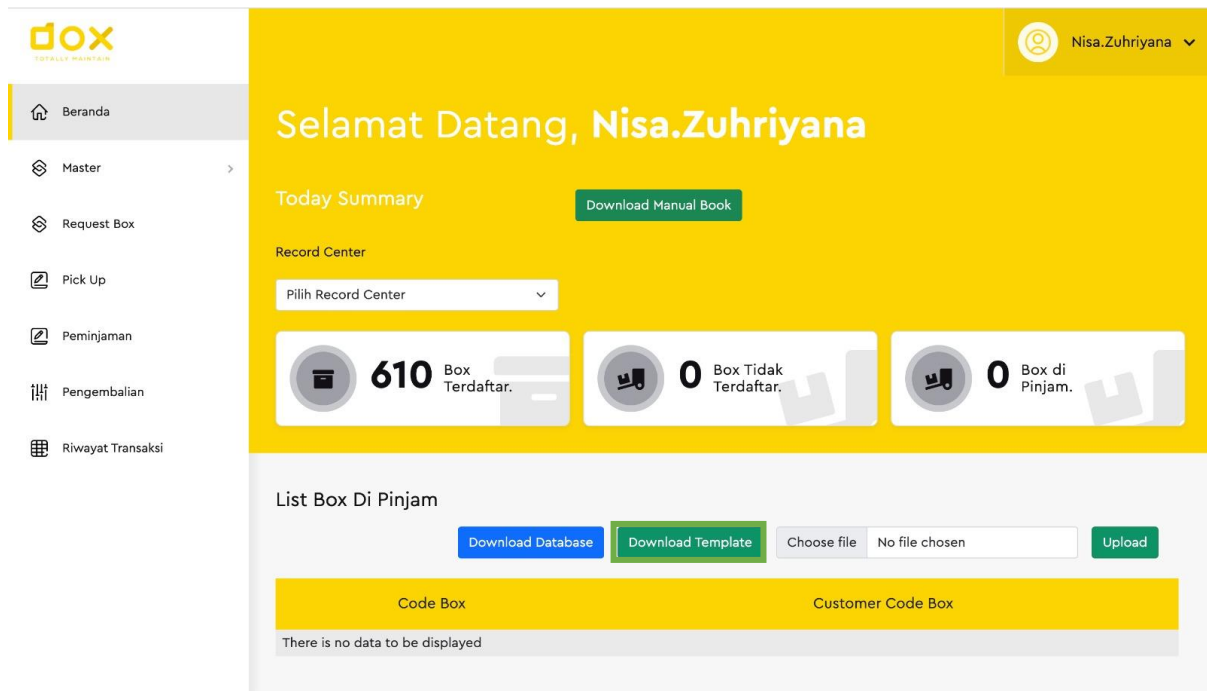 dox
TOTALLY MAINTAIN
Nisa.Zuhriyana
Beranda
Master
Request Box
Pick Up
Peminjaman
Pengembalian
Riwayat Transaksi
Selamat Datang, Nisa.Zuhriyana
Today Summary
Download Manual Book
Record Center
Pilih Record Center
610 Box
Terdaftar.
0 Box Tidak
Terdaftar.
0 Box di
Pinjam.
List Box Di Pinjam
Download Database Download Template Choose file No file chosen Upload
Code Box Customer Code Box
There is no data to be displayed